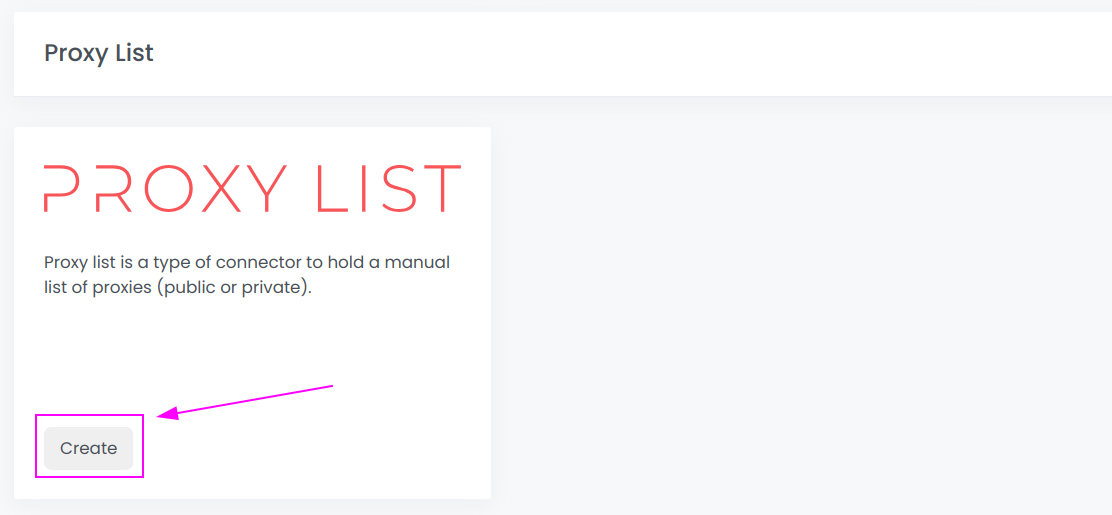 Proxy List
PROXY LIST
Proxy list is a type of connector to hold a manual
list of proxies (public or private).
Create